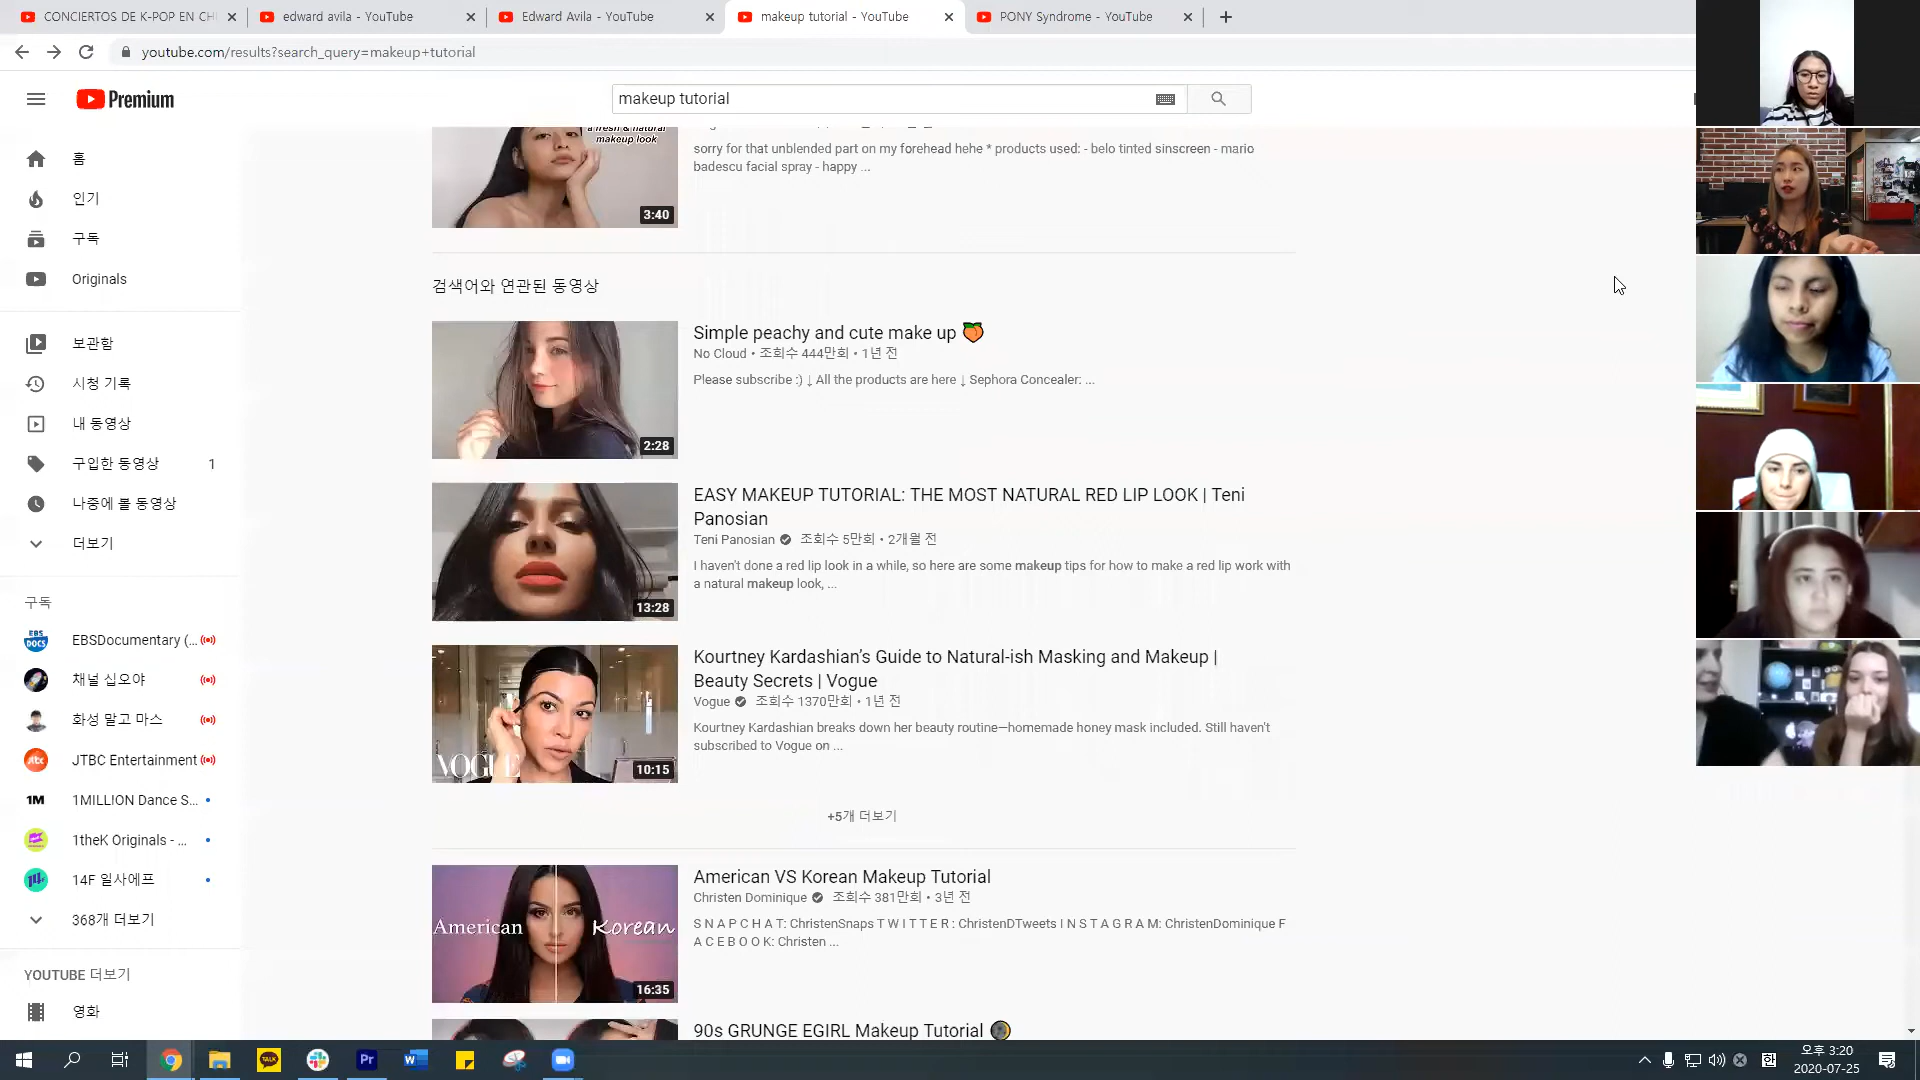 CONCIERTOS DE K-POP EN CHI
edward avila - YouTube
Edward Avila - YouTube
makeup tutorial - YouTube
PONY Syndrome - YouTube
youtube.com/results?search_query=makeup+tutorial
Premium
makeup tutorial
홈
인기
구독
Originals
보관함
시청 기록
내 동영상
구입한 동영상 1
나중에 볼 동영상
더보기
구독
EBSDocumentary (...
채널 십오야
화성 말고 마스
JTBC Entertainment
1MILL!ON Dance S...
1theK Originals - ...
14F 일사에프
368개 더보기
YOUTUBE 더보기
영화
a fresh & natural
makeup look
3:40
sorry for that unblended part on my forehead hehe * products used: - belo tinted sinscreen - mario
badescu facial spray - happy ...
검색어와 연관된 동영상
2:28
Simple peachy and cute make up 🍑
No Cloud • 조회수 444만회 • 1년 전
Please subscribe :) ↓ All the products are here ↓ Sephora Concealer: ...
13:28
EASY MAKEUP TUTORIAL: THE MOST NATURAL RED LIP LOOK | Teni
Panosian
Teni Panosian 조회수 5만회 • 2개월 전
I haven't done a red lip look in a while, so here are some makeup tips for how to make a red lip work with
a natural makeup look, ...
VOGUE
10:15
Kourtney Kardashian's Guide to Natural-ish Masking and Makeup |
Beauty Secrets | Vogue
Vogue 조회수 1370만회 • 1년 전
Kourtney Kardashian breaks down her beauty routine—homemade honey mask included. Still haven't
subscribed to Vogue on ...
+5개 더보기
American Korean
16:35
American VS Korean Makeup Tutorial
Christen Dominique 조회수 381만회 • 3년 전
S N A P C H A T: ChristenSnaps T W I T T E R : ChristenDTweets I N S T A G R A M: ChristenDominique F
A C E B O O K: Christen ...
90s GRUNGE EGIRL Makeup Tutorial
오후 3:20
2020-07-25